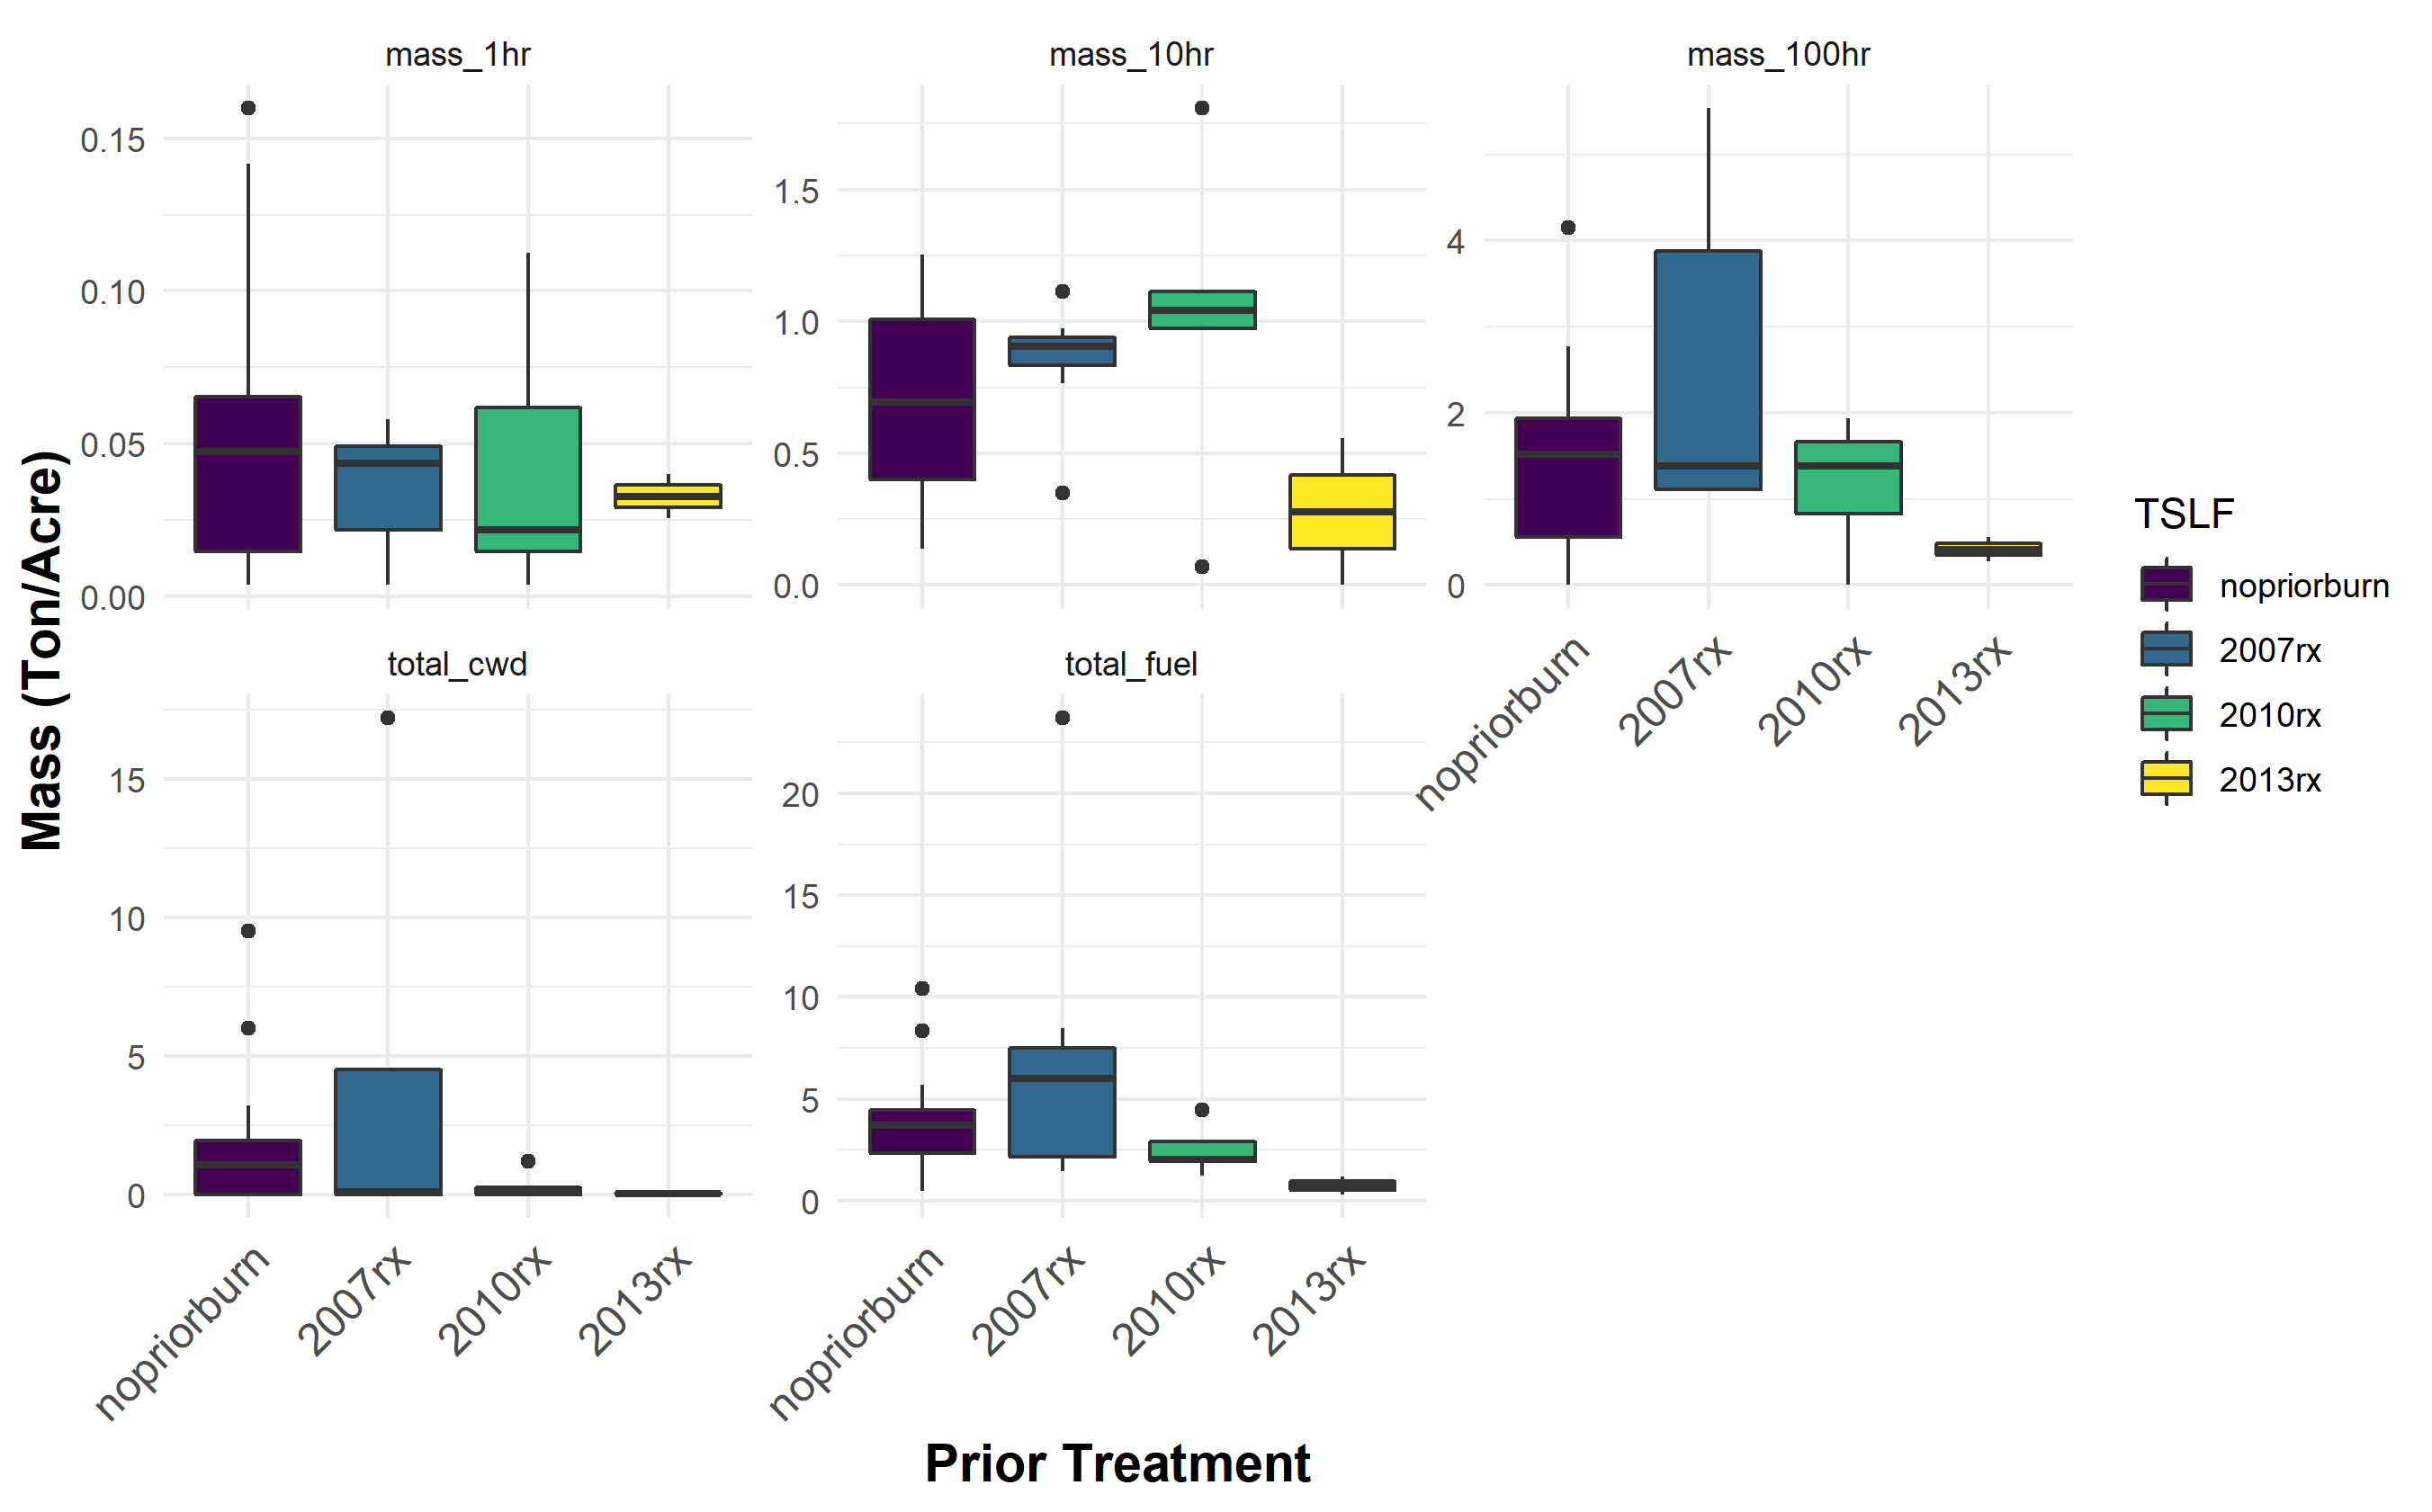 mass_1hr
mass_10hr
mass_100hr
0.15
0.10
0.05
0.00
1.5
1.0
0.5
0.0
4
2
0
nopriorburn
2007rx
2010rx
2013rx
total_cwd
total_fuel
15
10
5
0
20
15
10
5
0
nopriorburn
2007rx
2010rx
2013rx
nopriorburn
2007rx
2010rx
2013rx
Mass (Ton/Acre)
Prior Treatment
TSLF
nopriorburn
2007rx
2010rx
2013rx